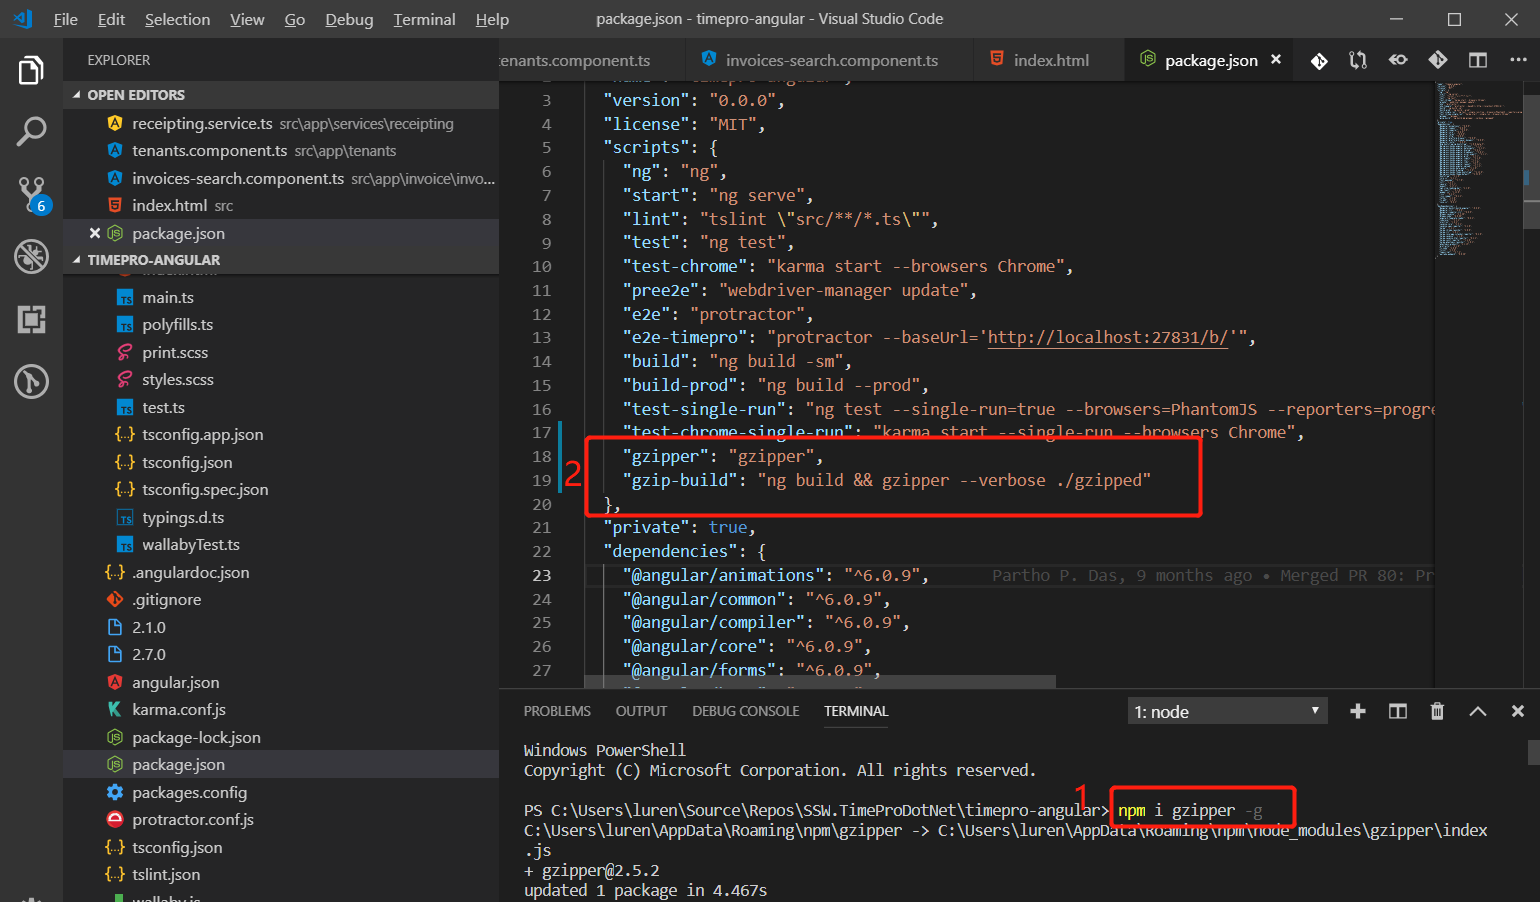 File Edit Selection View Go Debug Terminal Help
package.json - timepro-angular - Visual Studio Code
EXPLORER
OPEN EDITORS
receipting.service.ts src\app\services\receipting
tenants.component.ts src\app\tenants
invoices-search.component.ts src\app\invoice\invo...
index.html src
package.json
TIMEPRO-ANGULAR
main.ts
polyfills.ts
print.scss
styles.scss
test.ts
tsconfig.app.json
tsconfig.json
tsconfig.spec.json
typings.d.ts
wallabyTest.ts
.angulardoc.json
.gitignore
2.1.0
2.7.0
angular.json
karma.conf.js
package-lock.json
package.json
packages.config
protractor.conf.js
tsconfig.json
tslint.json
wallaby.js
6
tenants.component.ts
invoices-search.component.ts
index.html
package.json
3 "version": "0.0.0",
4 "license": "MIT",
5 "scripts": {
6 "ng": "ng",
7 "start": "ng serve",
8 "lint": "tslint \"src/**/*.ts\"",
9 "test": "ng test",
10 "test-chrome": "karma start --browsers Chrome",
11 "pree2e": "webdriver-manager update",
12 "e2e": "protractor",
13 "e2e-timepro": "protractor --baseUrl='http://localhost:27831/b/'",
14 "build": "ng build -sm",
15 "build-prod": "ng build --prod",
16 "test-single-run": "ng test --single-run=true --browsers=PhantomJS --reporters=progre
17 "test-chrome-single-run": "karma start --single-run --browsers Chrome",
18 "gzipper": "gzipper",
2
19 "gzip-build": "ng build && gzipper --verbose ./gzipped"
20 },
21 "private": true,
22 "dependencies": {
23 "@angular/animations": "^6.0.9", Partho P. Das, 9 months ago • Merged PR 80: Pr
24 "@angular/common": "^6.0.9",
25 "@angular/compiler": "^6.0.9",
26 "@angular/core": "^6.0.9",
27 "@angular/forms": "^6.0.9",
PROBLEMS OUTPUT DEBUG CONSOLE TERMINAL
1: node
Windows PowerShell
Copyright (C) Microsoft Corporation. All rights reserved.
1
PS C:\Users\luren\Source\Repos\SSW.TimeProDotNet\timepro-angular> npm i gzipper -g
C:\Users\luren\AppData\Roaming\npm\gzipper -> C:\Users\luren\AppData\Roaming\npm\node_modules\gzipper\index
.js
+ gzipper@2.5.2
updated 1 package in 4.467s